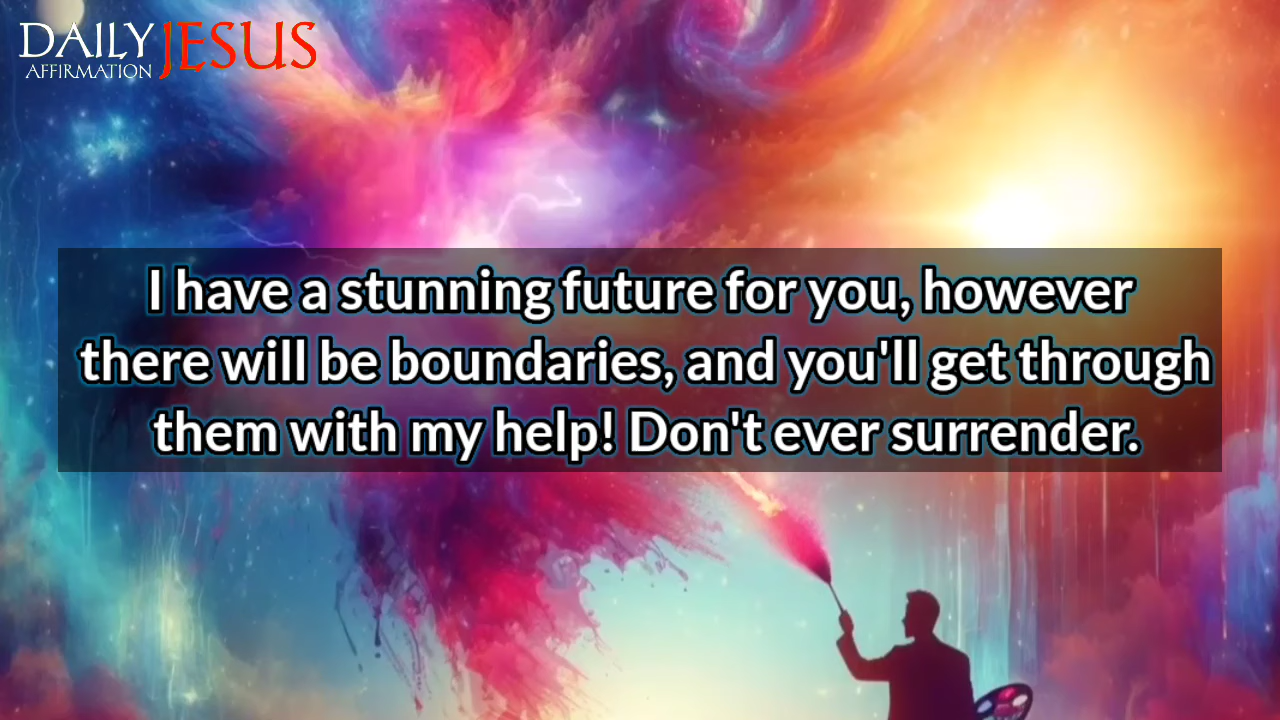 DAILY JESUS
AFFIRMATION
I have a stunning future for you, however
there will be boundaries, and you'll get through
them with my help! Don't ever surrender.